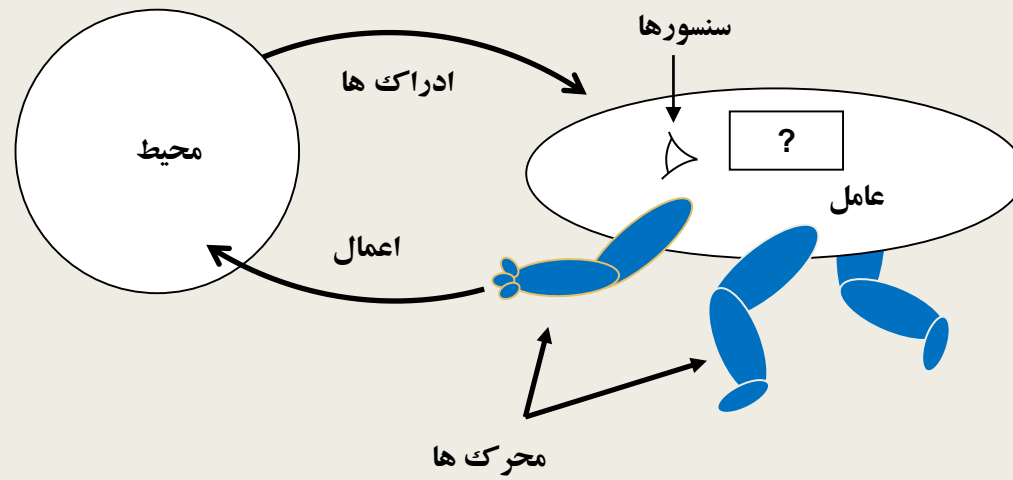 سنسورها
ادراک ها
?
محیط
عامل
اعمال
محرک ها